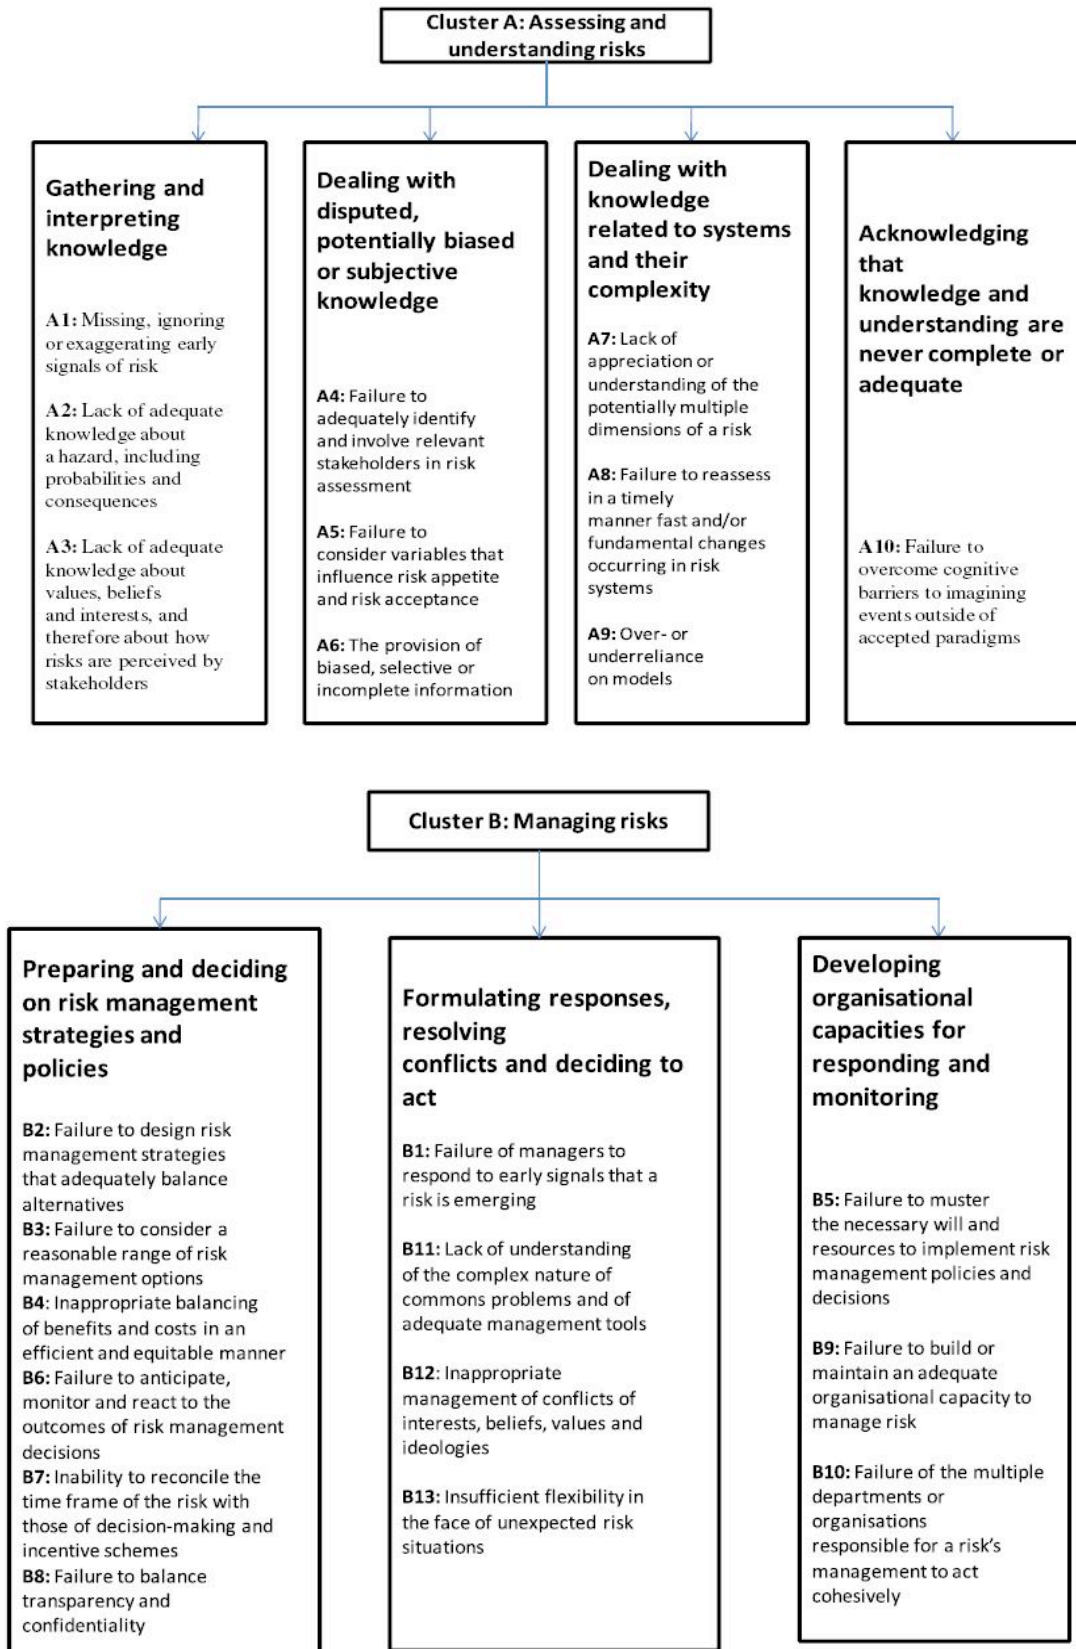 Cluster A: Assessing and
understanding risks
Gathering and
interpreting
knowledge
A1: Missing, ignoring
or exaggerating early
signals of risk
A2: Lack of adequate
knowledge about
a hazard, including
probabilities and
consequences
A3: Lack of adequate
knowledge about
values, beliefs
and interests, and
therefore about how
risks are perceived by
stakeholders
Dealing with
disputed,
potentially biased
or subjective
knowledge
A4: Failure to
adequately identify
and involve relevant
stakeholders in risk
assessment
A5: Failure to
consider variables that
influence risk appetite
and risk acceptance
A6: The provision of
biased, selective or
incomplete information
Dealing with
knowledge
related to systems
and their
complexity
A7: Lack of
appreciation or
understanding of the
potentially multiple
dimensions of a risk
A8: Failure to reassess
in a timely
manner fast and/or
fundamental changes
occurring in risk
systems
A9: Over- or
underreliance
on models
Acknowledging
that
knowledge and
understanding are
never complete or
adequate
A10: Failure to
overcome cognitive
barriers to imagining
events outside of
accepted paradigms
Cluster B: Managing risks
Preparing and deciding
on risk management
strategies and
policies
B2: Failure to design risk
management strategies
that adequately balance
alternatives
B3: Failure to consider a
reasonable range of risk
management options
B4: Inappropriate balancing
of benefits and costs in an
efficient and equitable manner
B6: Failure to anticipate,
monitor and react to the
outcomes of risk management
decisions
B7: Inability to reconcile the
time frame of the risk with
those of decision-making and
incentive schemes
B8: Failure to balance
transparency and
confidentiality
Formulating responses,
resolving
conflicts and deciding to
act
B1: Failure of managers to
respond to early signals that a
risk is emerging
B11: Lack of understanding
of the complex nature of
commons problems and of
adequate management tools
B12: Inappropriate
management of conflicts of
interests, beliefs, values and
ideologies
B13: Insufficient flexibility in
the face of unexpected risk
situations
Developing
organisational
capacities for
responding and
monitoring
B5: Failure to muster
the necessary will and
resources to implement risk
management policies and
decisions
B9: Failure to build or
maintain an adequate
organisational capacity to
manage risk
B10: Failure of the multiple
departments or
organisations
responsible for a risk's
management to act
cohesively